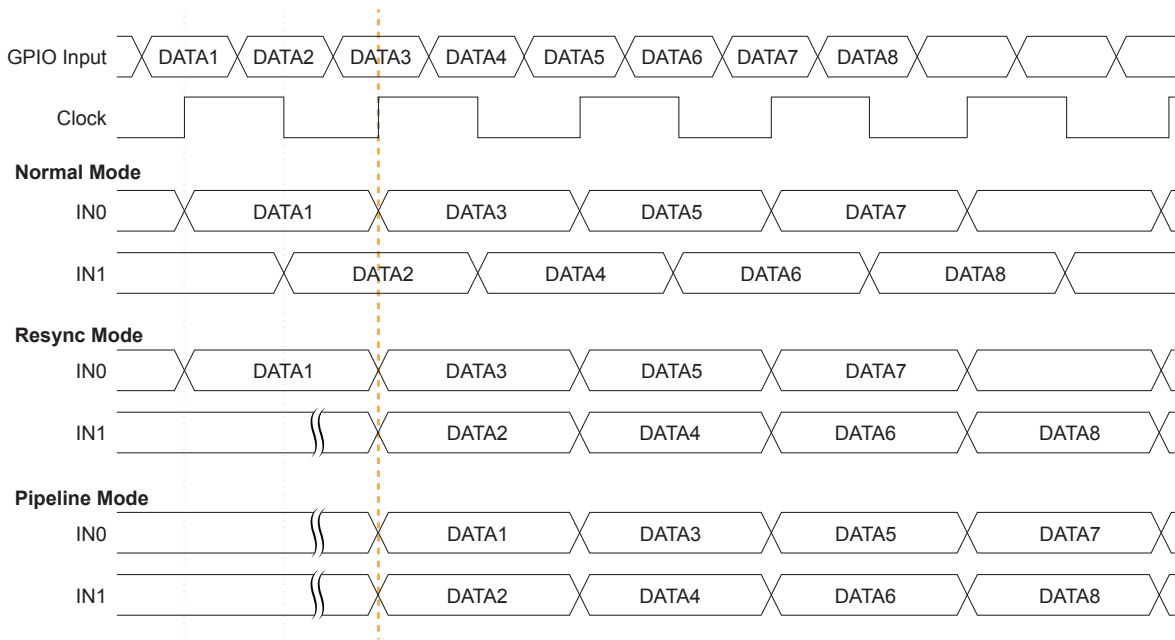 GPIO Input DATA1 DATA2 DATA3 DATA4 DATA5 DATA6 DATA7 DATA8
Clock
Normal Mode
IN0 DATA1 DATA3 DATA5 DATA7
IN1 DATA2 DATA4 DATA6 DATA8
Resync Mode
IN0 DATA1 DATA3 DATA5 DATA7
IN1 DATA2 DATA4 DATA6 DATA8
Pipeline Mode
IN0 DATA1 DATA3 DATA5 DATA7
IN1 DATA2 DATA4 DATA6 DATA8